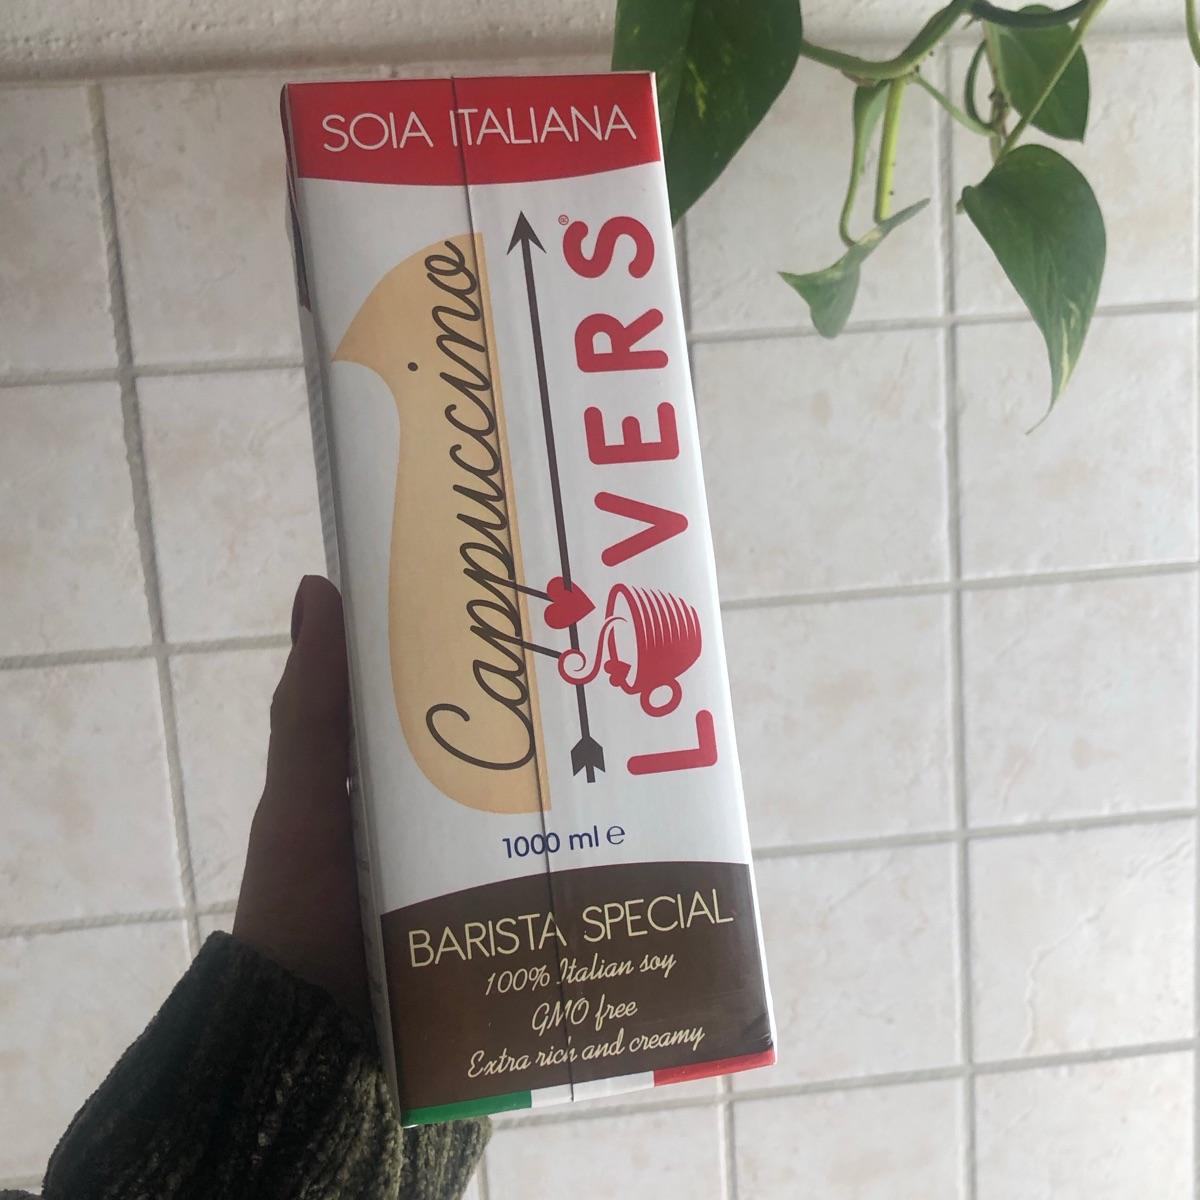 SOIA ITALIANA
Cappuccino
LOVERS®
1000 ml e
BARISTA SPECIAL
100% Italian soy
GMO free
Extra rich and creamy